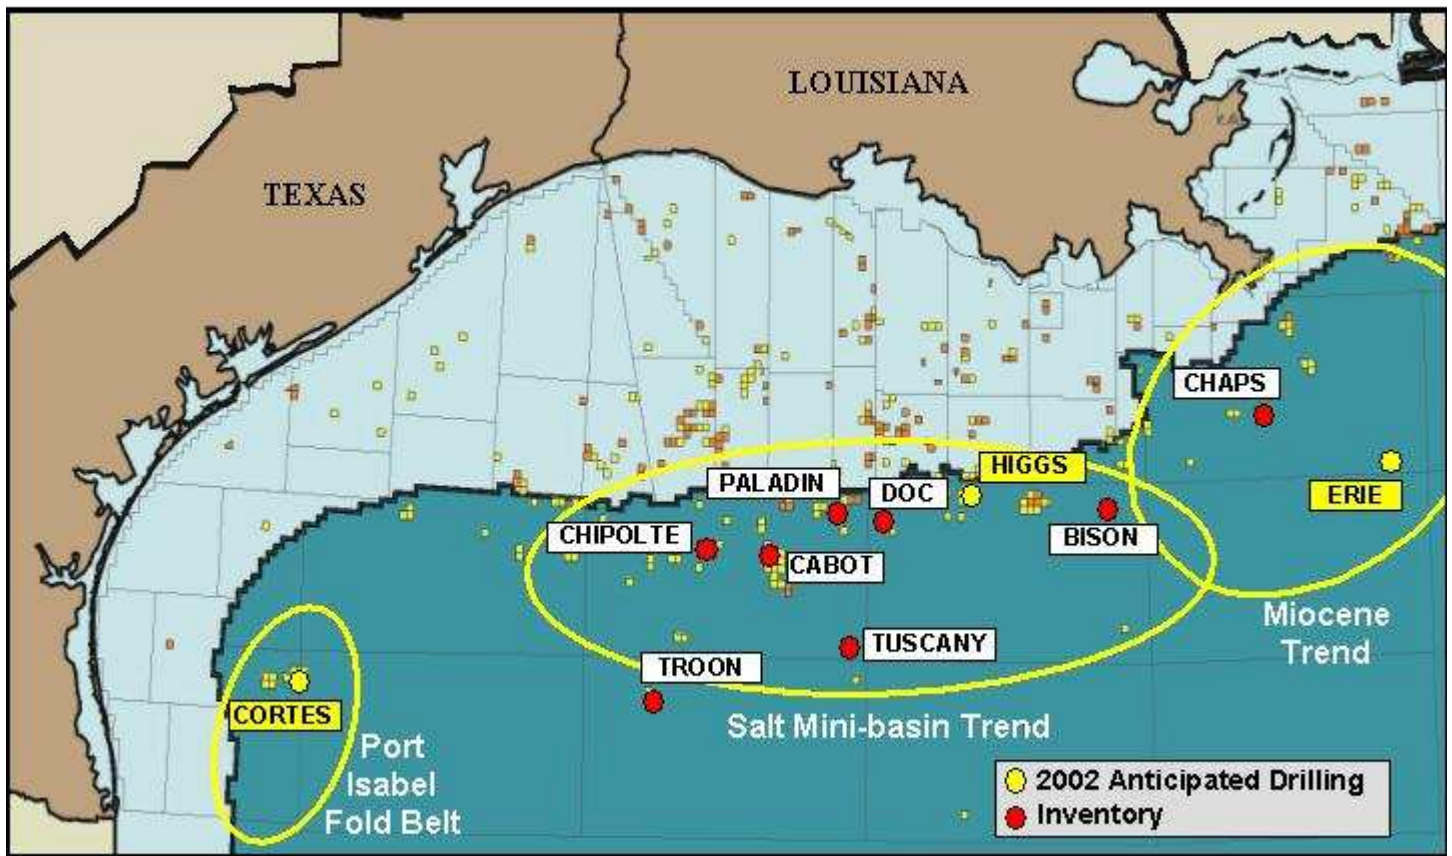 LOUISIANA
TEXAS
CHAPS
HIGGS
PALADIN
DOC
ERIE
CHIPOLTE
BISON
CABOT
Miocene
Trend
TUSCANY
TROON
CORTES
Salt Mini-basin Trend
Port
Isabel
Fold Belt
2002 Anticipated Drilling
Inventory